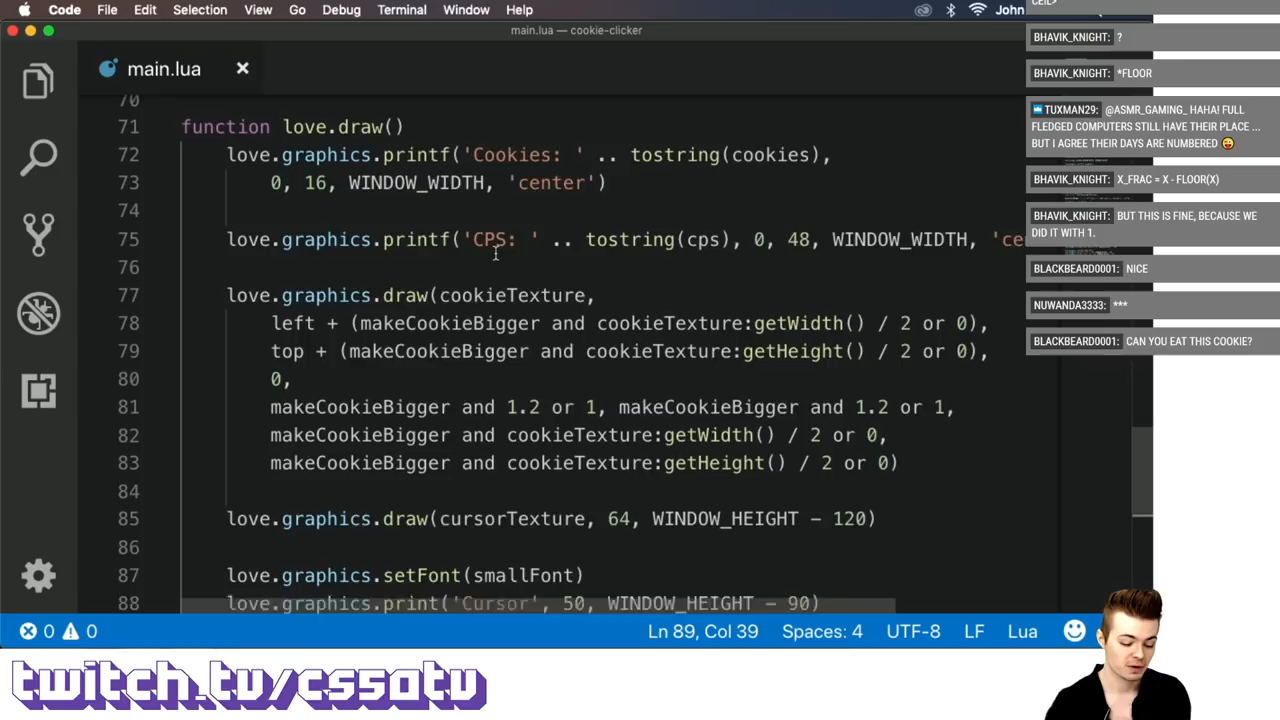 Code File Edit Selection View Go Debug Terminal Window Help John
main.lua — cookie-clicker
main.lua
70
71 function love.draw()
72 love.graphics.printf('Cookies: ' .. tostring(cookies),
73 0, 16, WINDOW_WIDTH, 'center')
74
75 love.graphics.printf('CPS: ' .. tostring(cps), 0, 48, WINDOW_WIDTH, 'ce
76
77 love.graphics.draw(cookieTexture,
78 left + (makeCookieBigger and cookieTexture:getWidth() / 2 or 0),
79 top + (makeCookieBigger and cookieTexture:getHeight() / 2 or 0),
80 0,
81 makeCookieBigger and 1.2 or 1, makeCookieBigger and 1.2 or 1,
82 makeCookieBigger and cookieTexture:getWidth() / 2 or 0,
83 makeCookieBigger and cookieTexture:getHeight() / 2 or 0)
84
85 love.graphics.draw(cursorTexture, 64, WINDOW_HEIGHT - 120)
86
87 love.graphics.setFont(smallFont)
88 love.graphics.print('Cursor', 50, WINDOW_HEIGHT - 90)
0 0 Ln 89, Col 39 Spaces: 4 UTF-8 LF Lua
CEIL>
BHAVIK_KNIGHT: ?
BHAVIK_KNIGHT: *FLOOR
TUXMAN29: @ASMR_GAMING_ HAHA! FULL
FLEDGED COMPUTERS STILL HAVE THEIR PLACE ...
BUT I AGREE THEIR DAYS ARE NUMBERED 😜
BHAVIK_KNIGHT: X_FRAC = X - FLOOR(X)
BHAVIK_KNIGHT: BUT THIS IS FINE, BECAUSE WE
DID IT WITH 1.
BLACKBEARD0001: NICE
NUWANDA3333: ***
BLACKBEARD0001: CAN YOU EAT THIS COOKIE?
twitch.tv/cs50tv